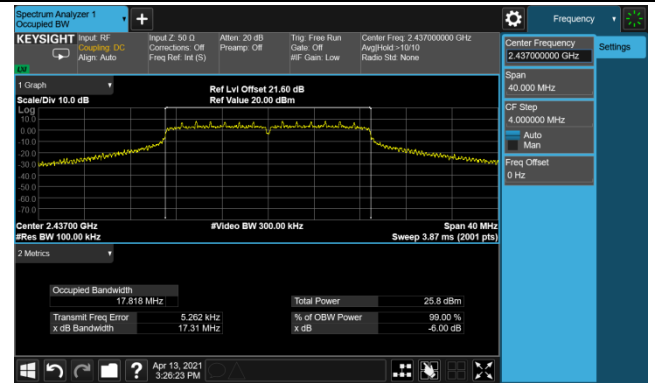 Spectrum Analyzer 1
Occupied BW
Frequency
KEYSIGHT
Input: RF
Coupling: DC
Align: Auto
Input Z: 50 Ω
Corrections: Off
Freq Ref: Int (S)
Atten: 20 dB
Preamp: Off
Trig: Free Run
Gate: Off
#IF Gain: Low
Center Freq: 2.437000000 GHz
Avg|Hold:>10/10
Radio Std: None
Center Frequency
2.437000000 GHz
Settings
Span
40.000 MHz
CF Step
4.000000 MHz
Auto
Man
Freq Offset
0 Hz
1 Graph
Scale/Div 10.0 dB
Ref Lvl Offset 21.60 dB
Ref Value 20.00 dBm
Log
10.0
0.00
-10.0
-20.0
-30.0
-40.0
-50.0
-60.0
-70.0
Center 2.43700 GHz
#Video BW 300.00 kHz
Span 40 MHz
#Res BW 100.00 kHz
Sweep 3.87 ms (2001 pts)
2 Metrics
Occupied Bandwidth
17.818 MHz
Total Power 25.8 dBm
Transmit Freq Error 5.262 kHz
% of OBW Power 99.00 %
x dB Bandwidth 17.31 MHz
x dB -6.00 dB
Apr 13, 2021
3:26:23 PM